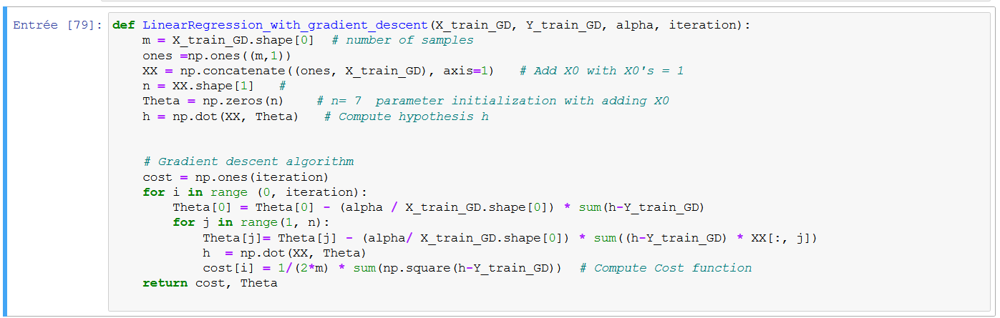 Entrée [79]: def LinearRegression_with_gradient_descent(X_train_GD, Y_train_GD, alpha, iteration):
    m = X_train_GD.shape[0]  # number of samples
    ones =np.ones((m,1))
    XX = np.concatenate((ones, X_train_GD), axis=1)   # Add X0 with X0's = 1
    n = XX.shape[1]   #
    Theta = np.zeros(n)    # n= 7  parameter initialization with adding X0
    h = np.dot(XX, Theta)   # Compute hypothesis h
    # Gradient descent algorithm
    cost = np.ones(iteration)
    for i in range (0, iteration):
        Theta[0] = Theta[0] - (alpha / X_train_GD.shape[0]) * sum(h-Y_train_GD)
        for j in range(1, n):
            Theta[j]= Theta[j] - (alpha/ X_train_GD.shape[0]) * sum((h-Y_train_GD) * XX[:, j])
            h  = np.dot(XX, Theta)
            cost[i] = 1/(2*m) * sum(np.square(h-Y_train_GD))  # Compute Cost function
    return cost, Theta